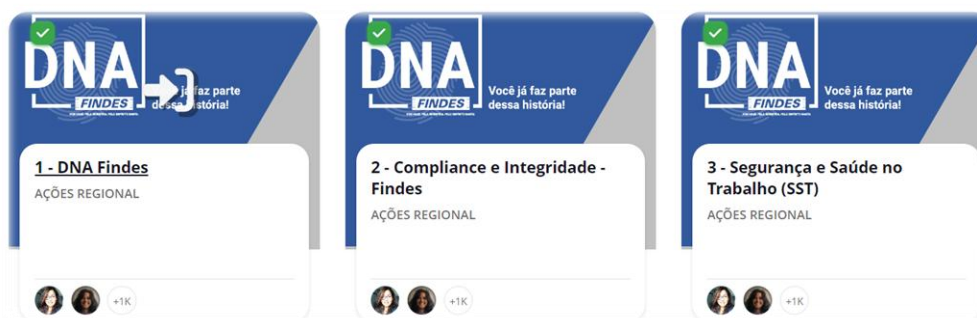 DNA
FINDES
já faz parte
dessa história!
1 - DNA Findes
AÇÕES REGIONAL
+1K
DNA
FINDES
Você já faz parte
dessa história!
2 - Compliance e Integridade -
Findes
AÇÕES REGIONAL
+1K
DNA
FINDES
Você já faz parte
dessa história!
3 - Segurança e Saúde no
Trabalho (SST)
AÇÕES REGIONAL
+1K